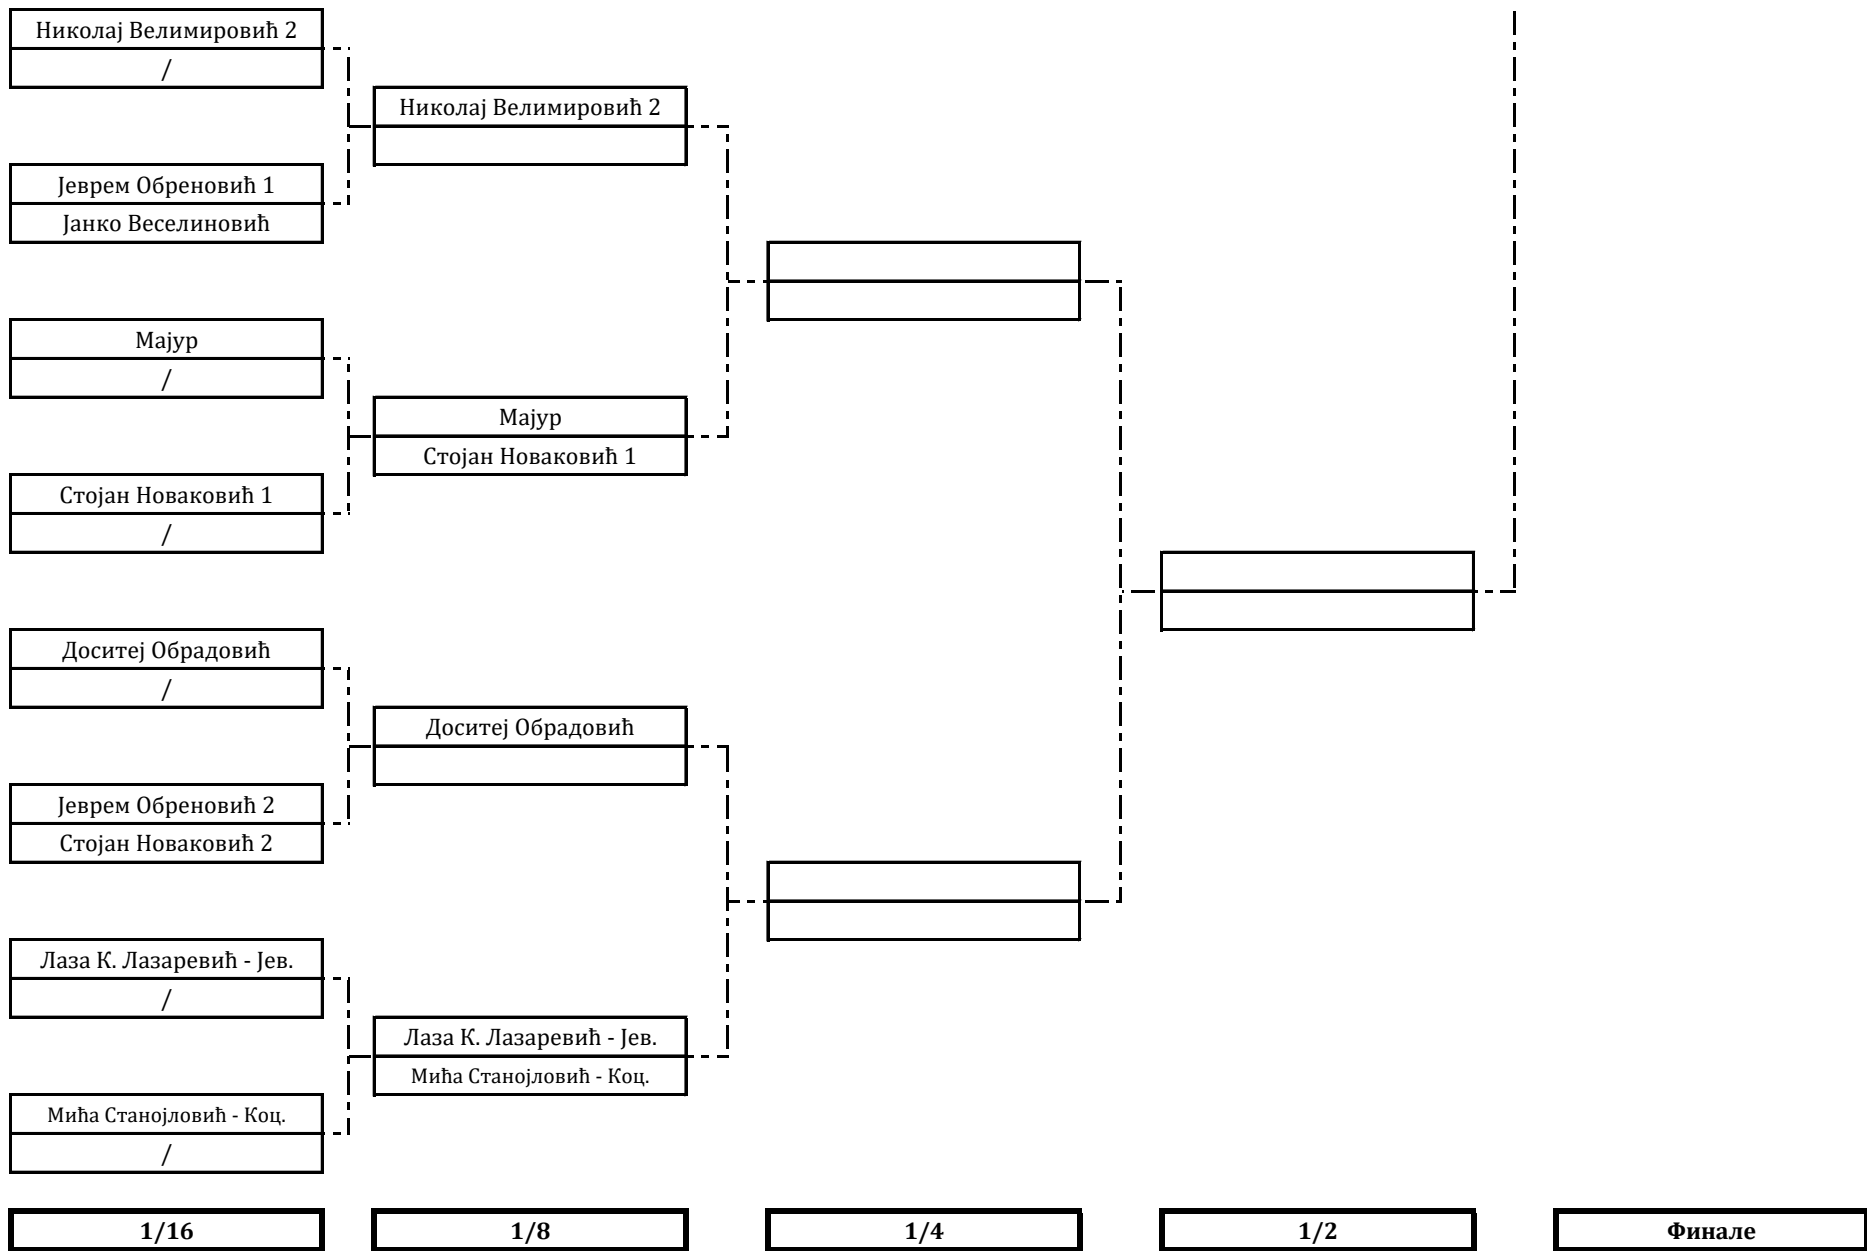 Николај Велимировић 2
/
Јеврем Обреновић 1
Јанко Веселиновић
Мајур
/
Стојан Новаковић 1
/
Доситеј Обрадовић
/
Јеврем Обреновић 2
Стојан Новаковић 2
Лаза К. Лазаревић - Јев.
/
Мића Станојловић - Коц.
/
Николај Велимировић 2
Мајур
Стојан Новаковић 1
Доситеј Обрадовић
Лаза К. Лазаревић - Јев.
Мића Станојловић - Коц.
1/16
1/8
1/4
1/2
Финале